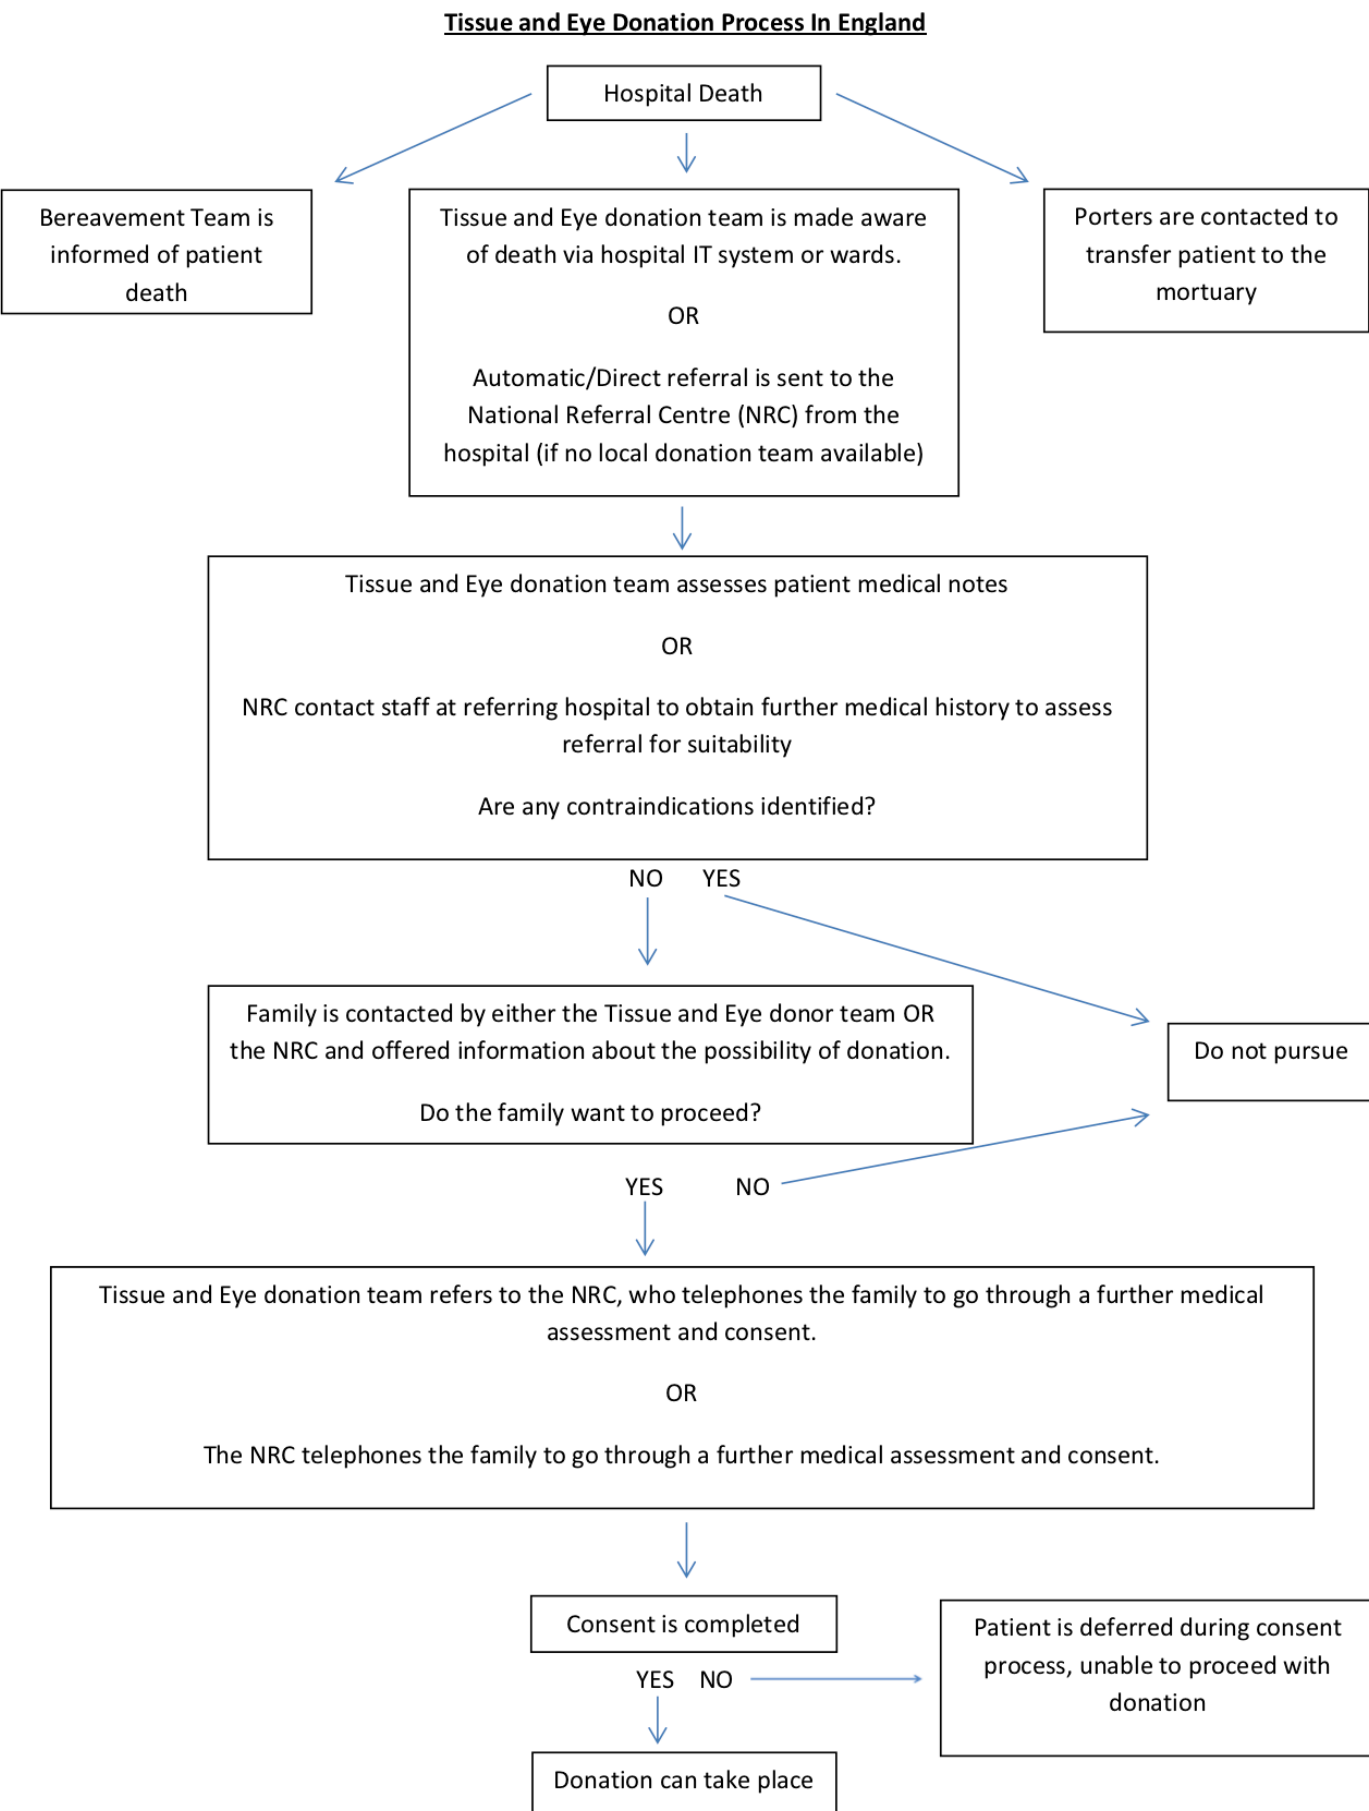 Tissue and Eye Donation Process In England
Hospital Death
Bereavement Team is
informed of patient
death
Tissue and Eye donation team is made aware
of death via hospital IT system or wards.
OR
Automatic/Direct referral is sent to the
National Referral Centre (NRC) from the
hospital (if no local donation team available)
Porters are contacted to
transfer patient to the
mortuary
Tissue and Eye donation team assesses patient medical notes
OR
NRC contact staff at referring hospital to obtain further medical history to assess
referral for suitability
Are any contraindications identified?
NO YES
Family is contacted by either the Tissue and Eye donor team OR
the NRC and offered information about the possibility of donation.
Do the family want to proceed?
Do not pursue
YES NO
Tissue and Eye donation team refers to the NRC, who telephones the family to go through a further medical
assessment and consent.
OR
The NRC telephones the family to go through a further medical assessment and consent.
Consent is completed
YES NO
Patient is deferred during consent
process, unable to proceed with
donation
Donation can take place